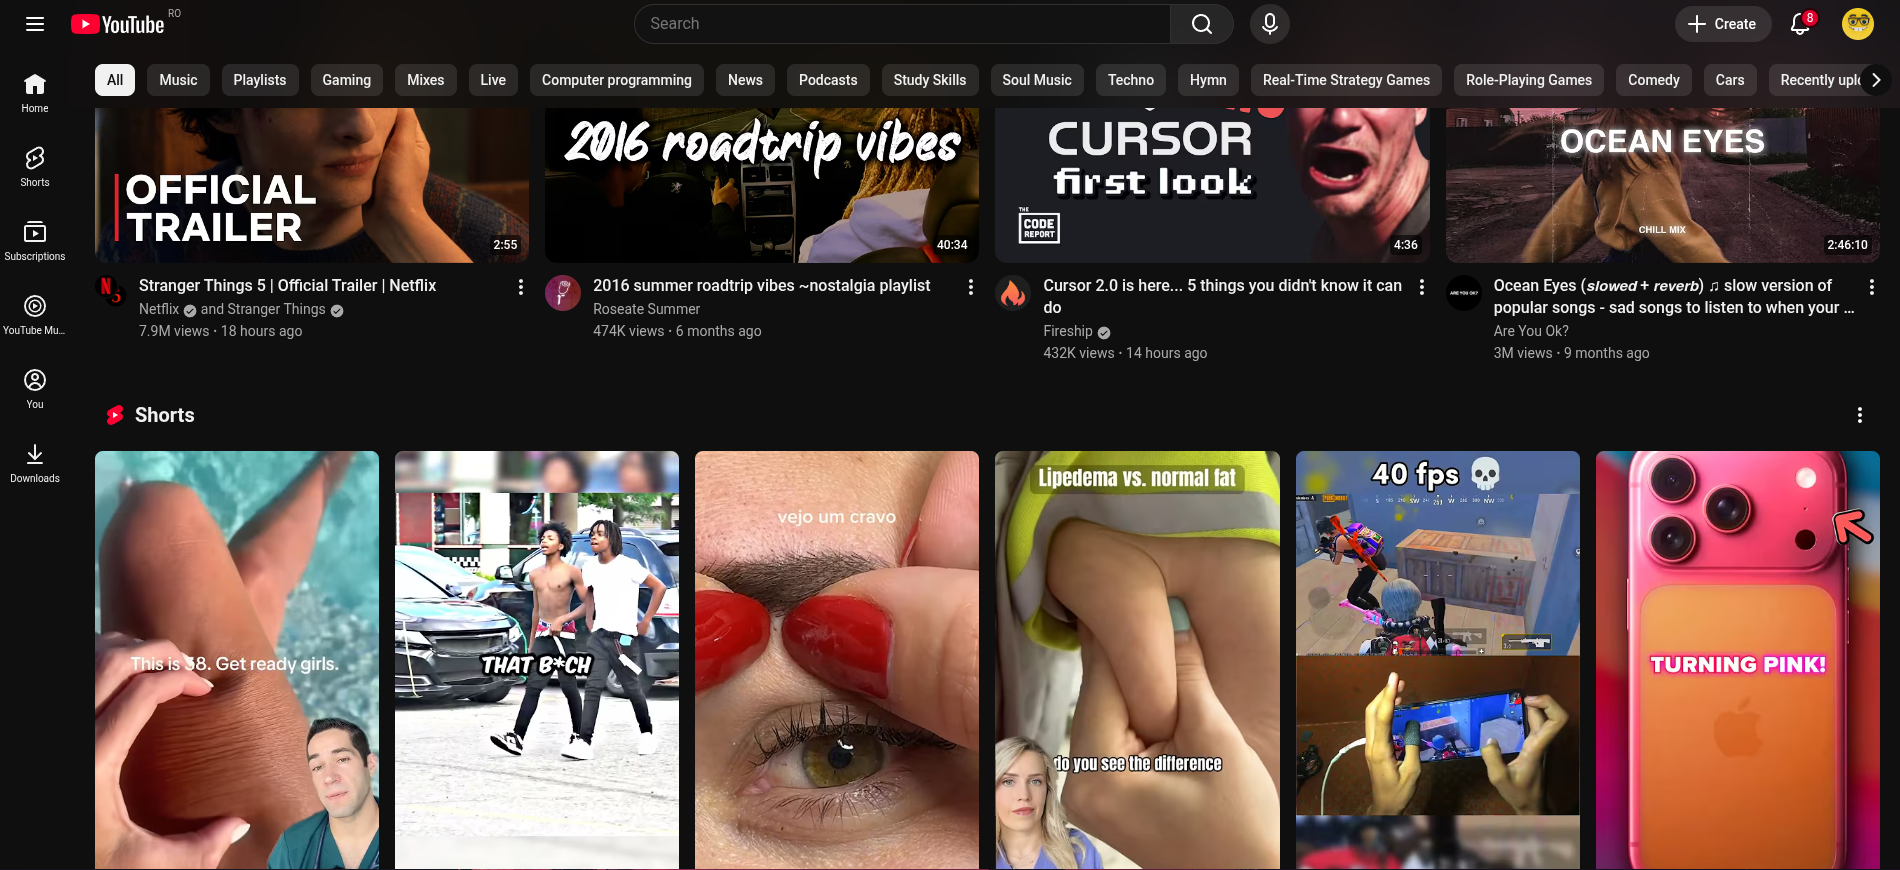 YouTube RO
Search
Create
8
All
Music
Playlists
Gaming
Mixes
Live
Computer programming
News
Podcasts
Study Skills
Soul Music
Techno
Hymn
Real-Time Strategy Games
Role-Playing Games
Comedy
Cars
Recently uplo
Home
Shorts
Subscriptions
YouTube Mu...
You
Downloads
OFFICIAL
TRAILER
2:55
Stranger Things 5 | Official Trailer | Netflix
Netflix and Stranger Things
7.9M views • 18 hours ago
2016 roadtrip vibes
40:34
2016 summer roadtrip vibes ~nostalgia playlist
Roseate Summer
474K views • 6 months ago
CURSOR
first look
THE
CODE
REPORT
4:36
Cursor 2.0 is here... 5 things you didn't know it can
do
Fireship
432K views • 14 hours ago
OCEAN EYES
CHILL MIX
2:46:10
ARE YOU OK?
Ocean Eyes (slowed + reverb) ♫ slow version of
popular songs - sad songs to listen to when your ...
Are You Ok?
3M views • 9 months ago
Shorts
This is 38. Get ready girls.
THAT B*CH
vejo um cravo
Lipedema vs. normal fat
do you see the difference
40 fps
TURNING PINK!